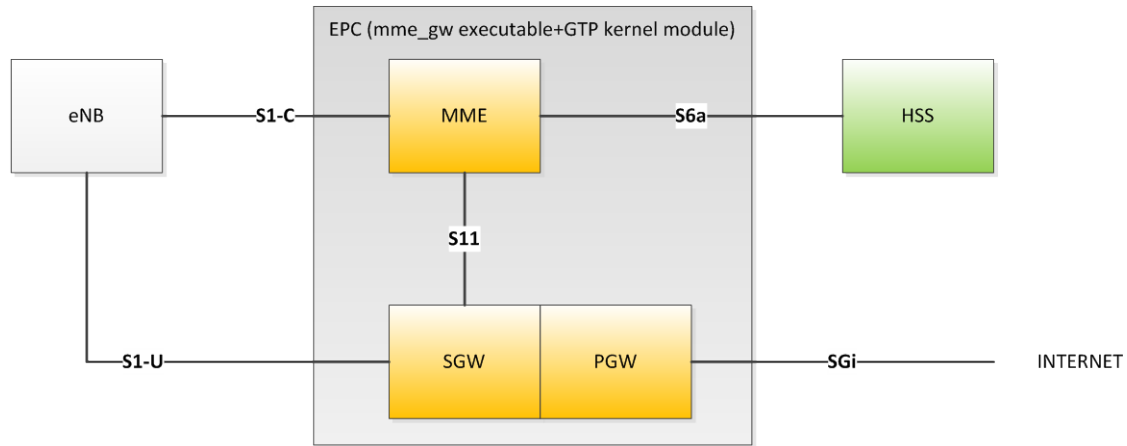 EPC (mme_gw executable+GTP kernel module)
eNB
S1-C
MME
S6a
HSS
S11
S1-U
SGW
PGW
SGi
INTERNET